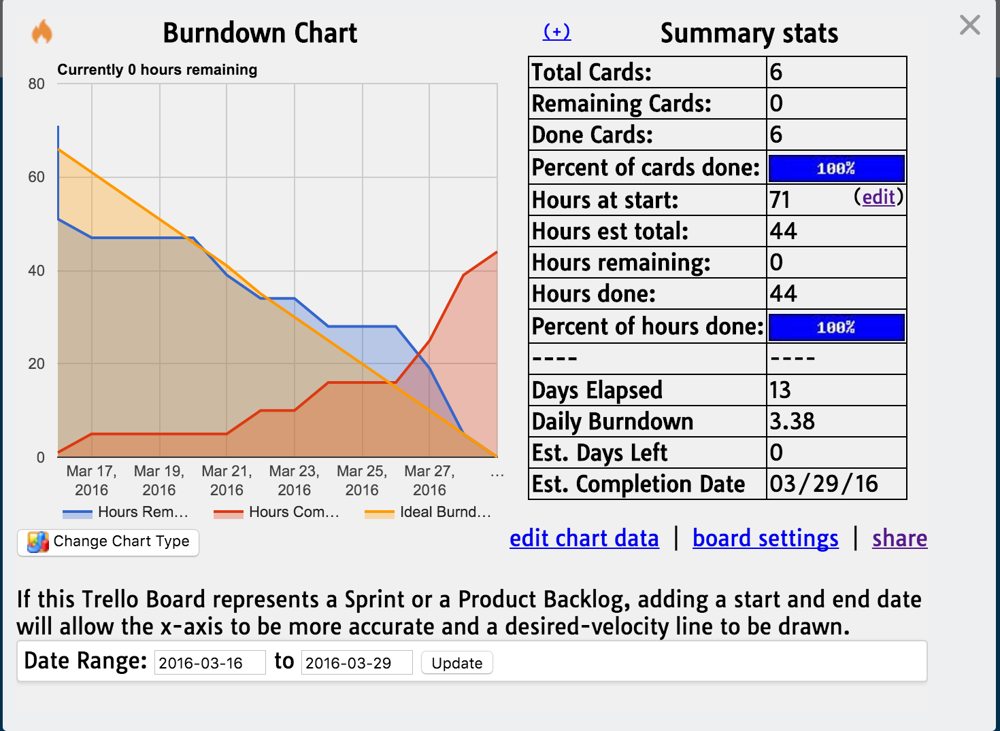 Burndown Chart
Currently 0 hours remaining
80
60
40
20
0
Mar 17, Mar 19, Mar 21, Mar 23, Mar 25, Mar 27, ...
2016 2016 2016 2016 2016 2016
Hours Rem... Hours Com... Ideal Burnd...
Change Chart Type
(+) Summary stats
Total Cards: 6
Remaining Cards: 0
Done Cards: 6
Percent of cards done: 100%
Hours at start: 71 (edit)
Hours est total: 44
Hours remaining: 0
Hours done: 44
Percent of hours done: 100%
---- ----
Days Elapsed 13
Daily Burndown 3.38
Est. Days Left 0
Est. Completion Date 03/29/16
edit chart data | board settings | share
If this Trello Board represents a Sprint or a Product Backlog, adding a start and end date
will allow the x-axis to be more accurate and a desired-velocity line to be drawn.
Date Range: 2016-03-16 to 2016-03-29 Update